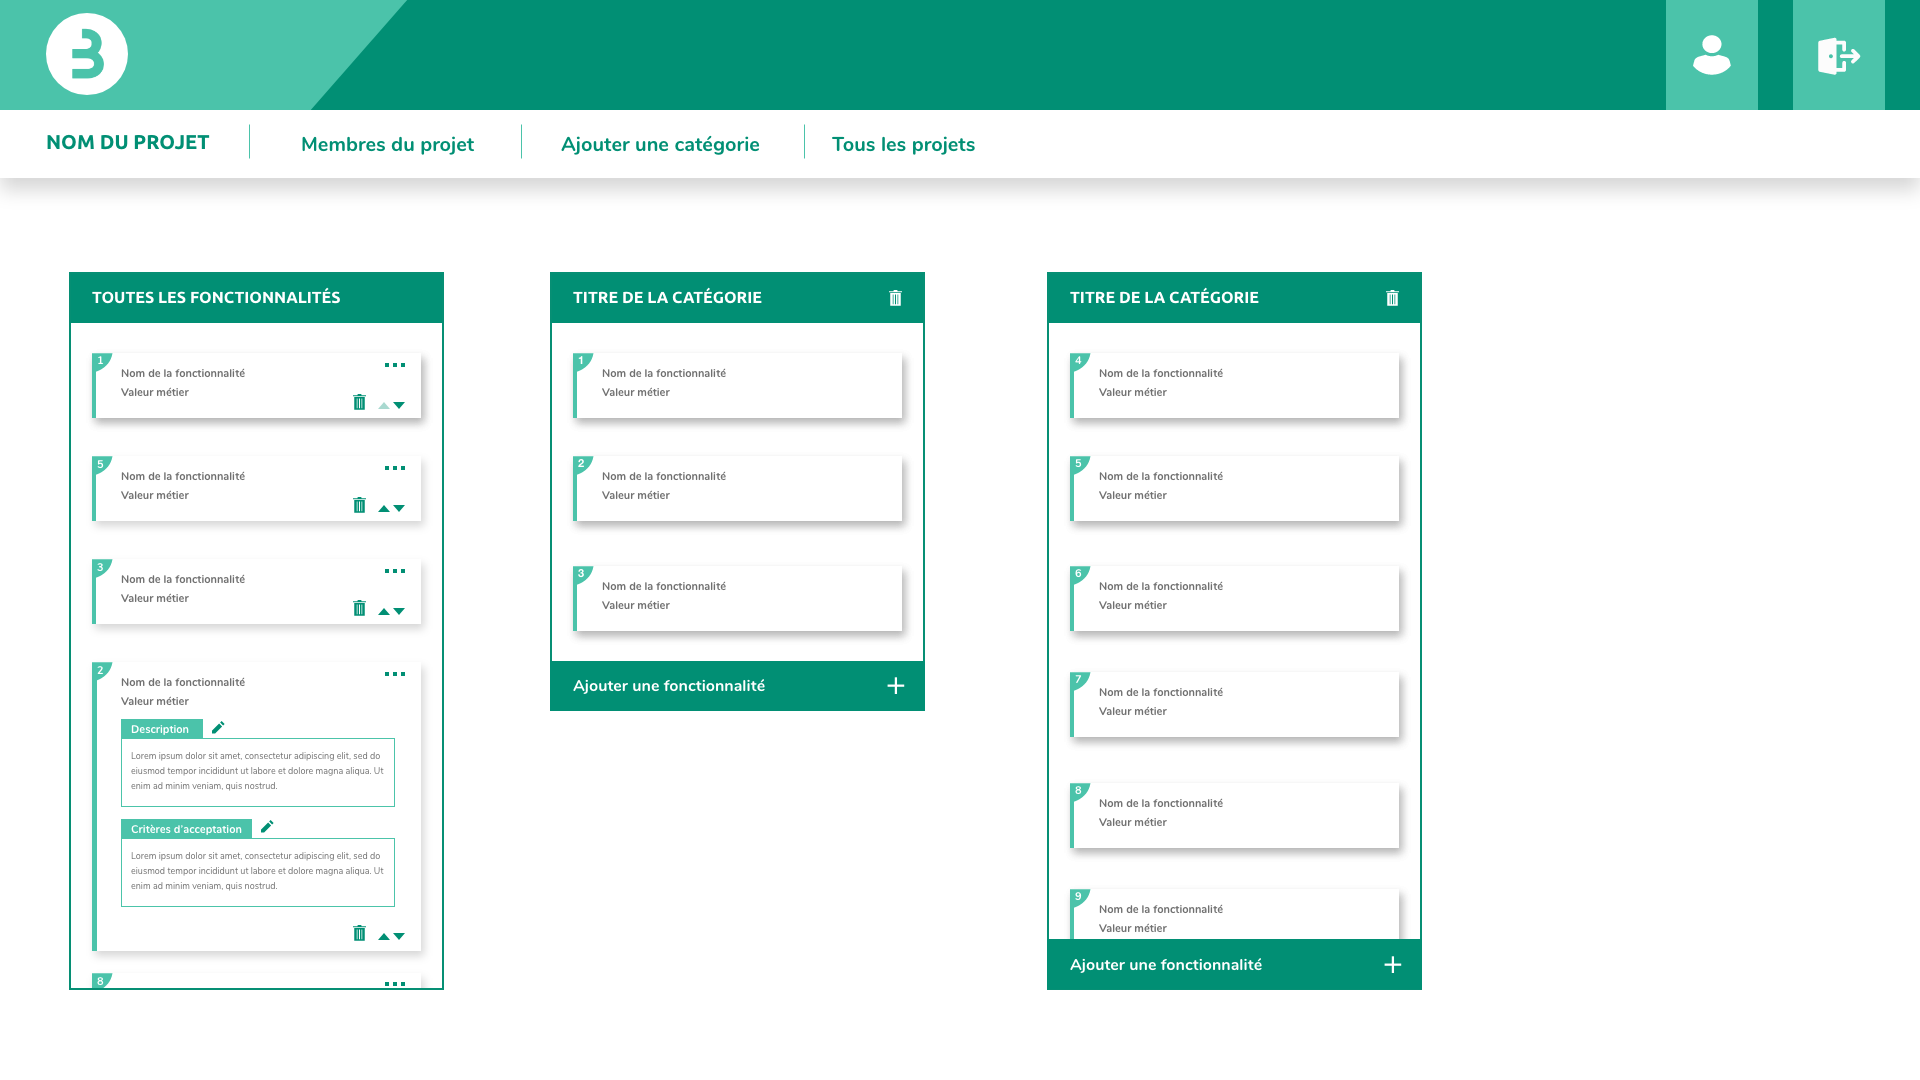 B
NOM DU PROJET
Membres du projet
Ajouter une catégorie
Tous les projets
TOUTES LES FONCTIONNALITÉS
1
Nom de la fonctionnalité
Valeur métier
5
Nom de la fonctionnalité
Valeur métier
3
Nom de la fonctionnalité
Valeur métier
2
Nom de la fonctionnalité
Valeur métier
Description
Lorem ipsum dolor sit amet, consectetur adipiscing elit, sed do
eiusmod tempor incididunt ut labore et dolore magna aliqua. Ut
enim ad minim veniam, quis nostrud.
Critères d'acceptation
Lorem ipsum dolor sit amet, consectetur adipiscing elit, sed do
eiusmod tempor incididunt ut labore et dolore magna aliqua. Ut
enim ad minim veniam, quis nostrud.
8
TITRE DE LA CATÉGORIE
1
Nom de la fonctionnalité
Valeur métier
2
Nom de la fonctionnalité
Valeur métier
3
Nom de la fonctionnalité
Valeur métier
Ajouter une fonctionnalité
TITRE DE LA CATÉGORIE
4
Nom de la fonctionnalité
Valeur métier
5
Nom de la fonctionnalité
Valeur métier
6
Nom de la fonctionnalité
Valeur métier
7
Nom de la fonctionnalité
Valeur métier
8
Nom de la fonctionnalité
Valeur métier
9
Nom de la fonctionnalité
Valeur métier
Ajouter une fonctionnalité